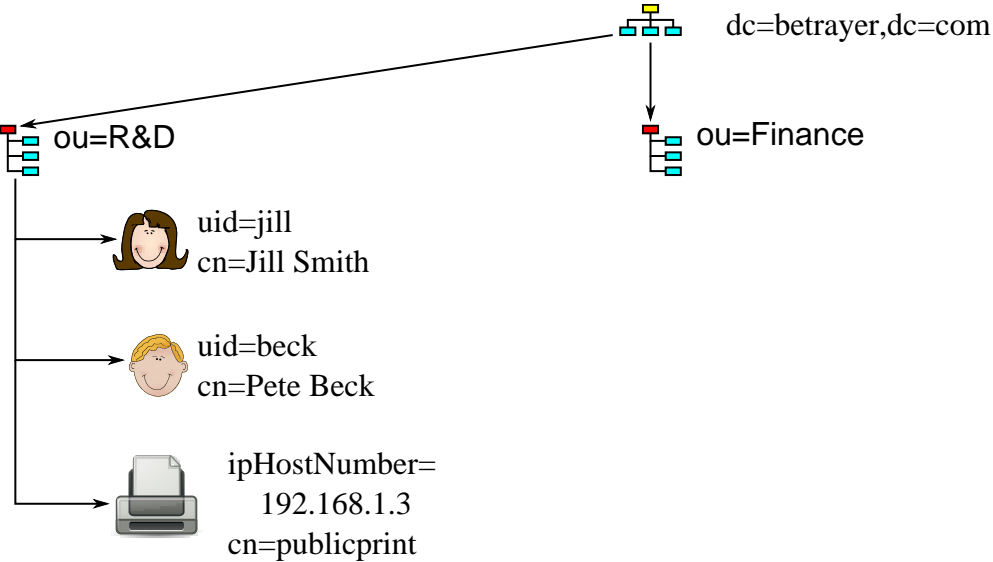 dc=betrayer,dc=com
ou=R&D
ou=Finance
uid=jill
cn=Jill Smith
uid=beck
cn=Pete Beck
ipHostNumber=
192.168.1.3
cn=publicprint